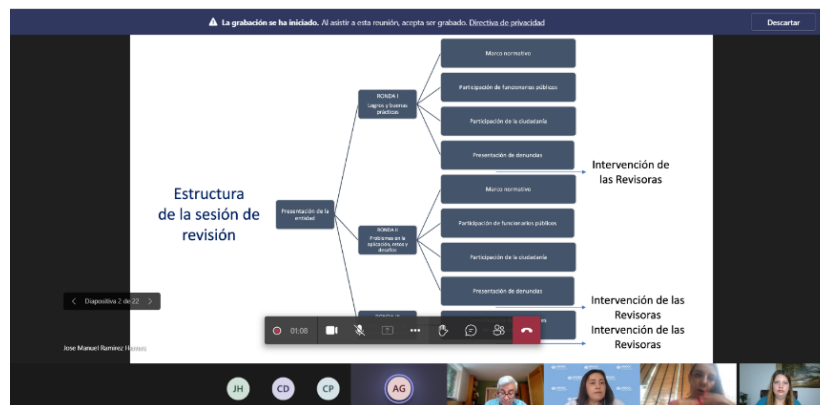 La grabación se ha iniciado. Al asistir a esta reunión, acepta ser grabado. Directiva de privacidad
Descartar
Estructura
de la sesión de
revisión
Presentación de la
entidad
RONDA I
Logros y buenas
prácticas
Marco normativo
Participación de funcionarios públicos
Participación de la ciudadanía
Presentación de denuncias
Intervención de
las Revisoras
RONDA II
Problemas en la
aplicación, retos y
desafíos
Marco normativo
Participación de funcionarios públicos
Participación de la ciudadanía
Presentación de denuncias
Intervención de las
Revisoras
Intervención de las
Revisoras
Diapositiva 2 de 22
01:08
Jose Manuel Ramirez
JH
CD
CP
AG